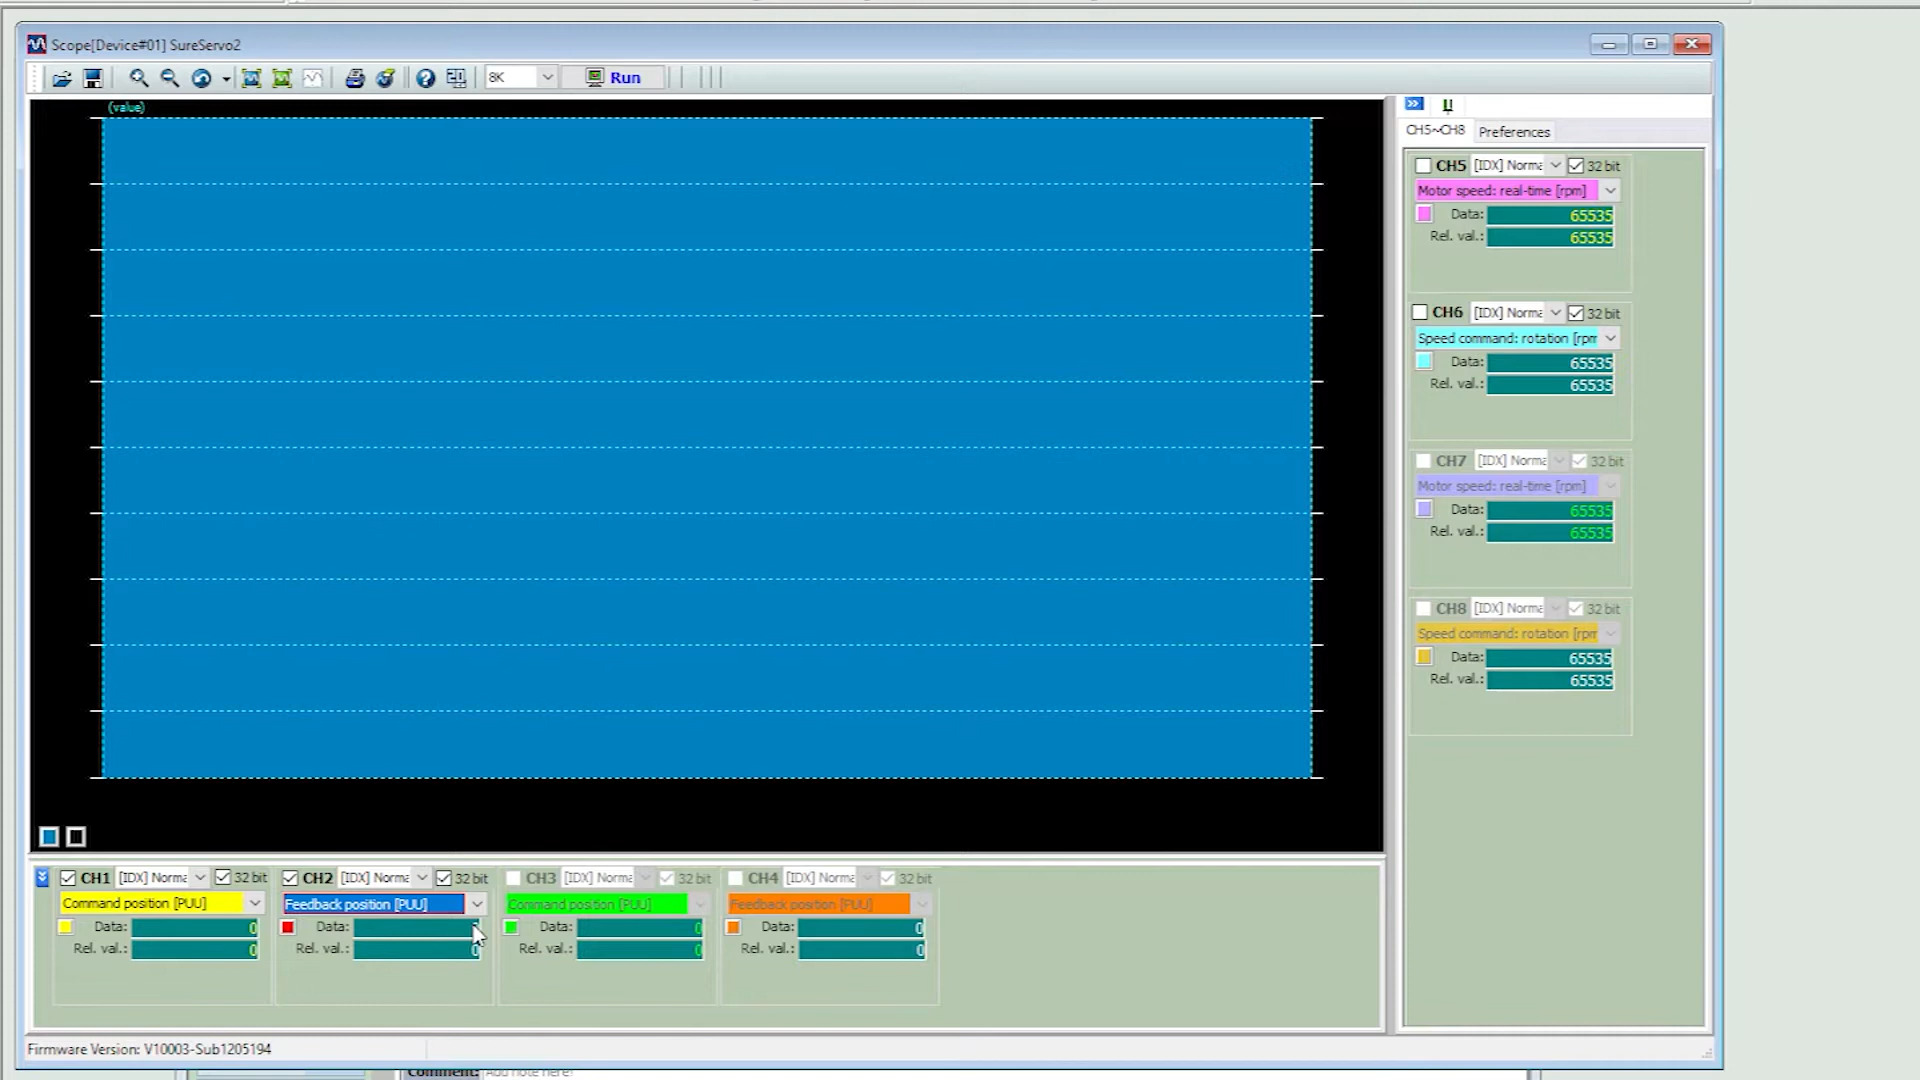 Scope[Device#01] SureServo2
8K
Run
(value)
CH5~CH8
Preferences
CH5 [IDX] Norma 32 bit
Motor speed: real-time [rpm]
Data: 65535
Rel. val.: 65535
CH6 [IDX] Norma 32 bit
Speed command: rotation [rpm
Data: 65535
Rel. val.: 65535
CH7 [IDX] Norma 32 bit
Motor speed: real-time [rpm]
Data: 65535
Rel. val.: 65535
CH8 [IDX] Norma 32 bit
Speed command: rotation [rpm
Data: 65535
Rel. val.: 65535
CH1 [IDX] Norma 32 bit
Command position [PUU]
Data: 0
Rel. val.: 0
CH2 [IDX] Norma 32 bit
Feedback position [PUU]
Data:
Rel. val.: 0
CH3 [IDX] Norma 32 bit
Command position [PUU]
Data: 0
Rel. val.: 0
CH4 [IDX] Norma 32 bit
Feedback position [PUU]
Data: 0
Rel. val.: 0
Firmware Version: V10003-Sub1205194
Comment: Add note here!